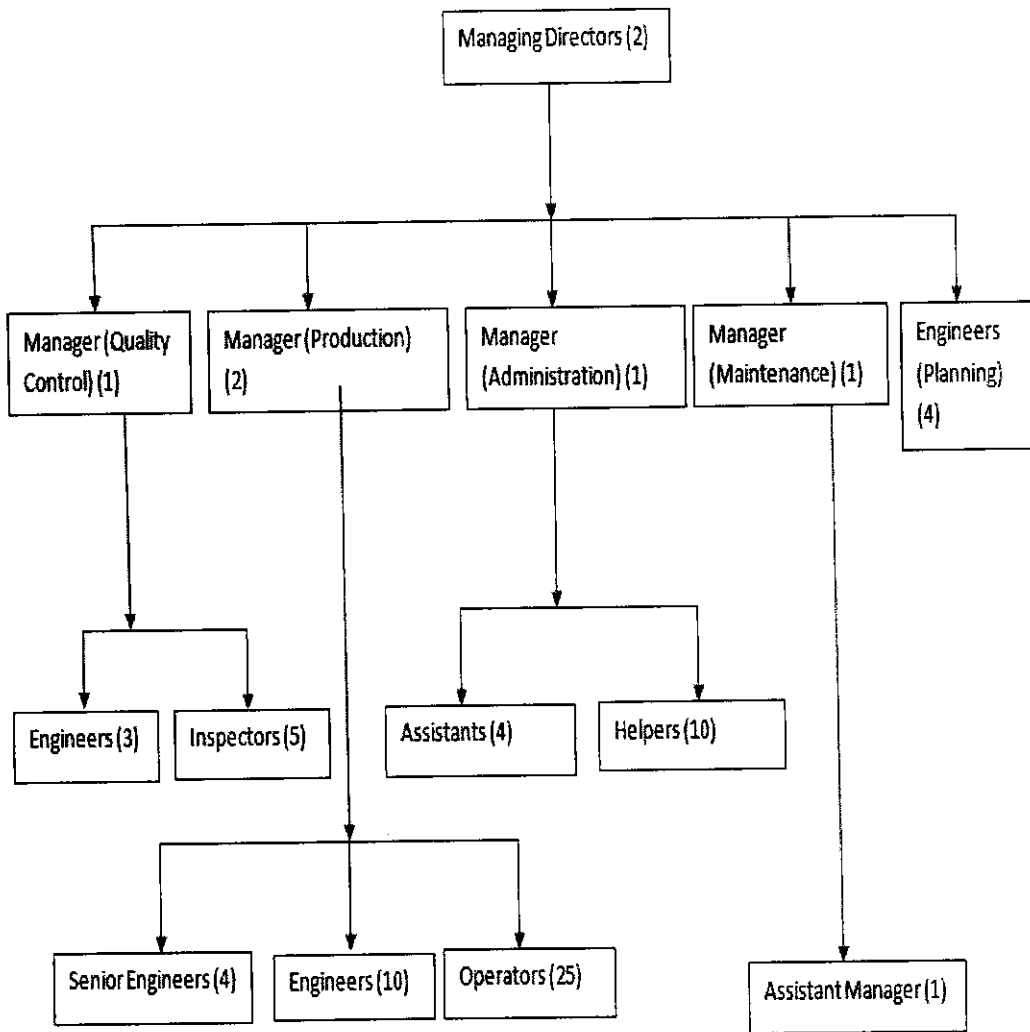 Managing Directors (2)
Manager (Quality
Control) (1)
Manager (Production)
(2)
Manager
(Administration) (1)
Manager
(Maintenance) (1)
Engineers
(Planning)
(4)
Engineers (3)
Inspectors (5)
Assistants (4)
Helpers (10)
Senior Engineers (4)
Engineers (10)
Operators (25)
Assistant Manager (1)